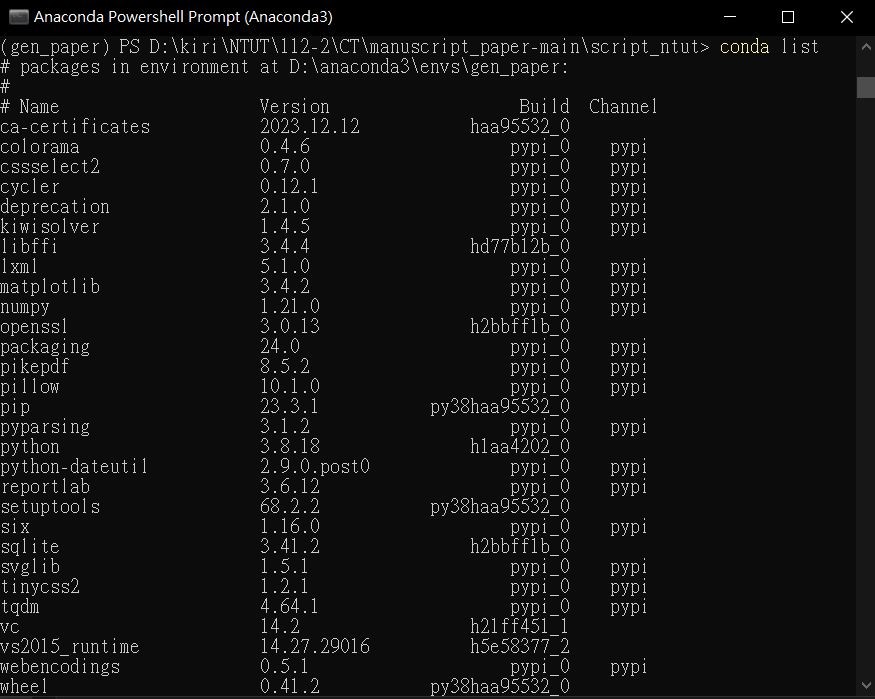 Anaconda Powershell Prompt (Anaconda3)
(gen_paper) PS D:\kiri\NTUT\112-2\CT\manuscript_paper-main\script_ntut> conda list
# packages in environment at D:\anaconda3\envs\gen_paper:
#
# Name Version Build Channel
ca-certificates 2023.12.12 haa95532_0
colorama 0.4.6 pypi_0 pypi
cssselect2 0.7.0 pypi_0 pypi
cycler 0.12.1 pypi_0 pypi
deprecation 2.1.0 pypi_0 pypi
kiwisolver 1.4.5 pypi_0 pypi
libffi 3.4.4 hd77b12b_0
lxml 5.1.0 pypi_0 pypi
matplotlib 3.4.2 pypi_0 pypi
numpy 1.21.0 pypi_0 pypi
openssl 3.0.13 h2bbff1b_0
packaging 24.0 pypi_0 pypi
pikepdf 8.5.2 pypi_0 pypi
pillow 10.1.0 pypi_0 pypi
pip 23.3.1 py38haa95532_0
pyparsing 3.1.2 pypi_0 pypi
python 3.8.18 h1aa4202_0
python-dateutil 2.9.0.post0 pypi_0 pypi
reportlab 3.6.12 pypi_0 pypi
setuptools 68.2.2 py38haa95532_0
six 1.16.0 pypi_0 pypi
sqlite 3.41.2 h2bbff1b_0
svglib 1.5.1 pypi_0 pypi
tinycss2 1.2.1 pypi_0 pypi
tqdm 4.64.1 pypi_0 pypi
vc 14.2 h21ff451_1
vs2015_runtime 14.27.29016 h5e58377_2
webencodings 0.5.1 pypi_0 pypi
wheel 0.41.2 py38haa95532_0